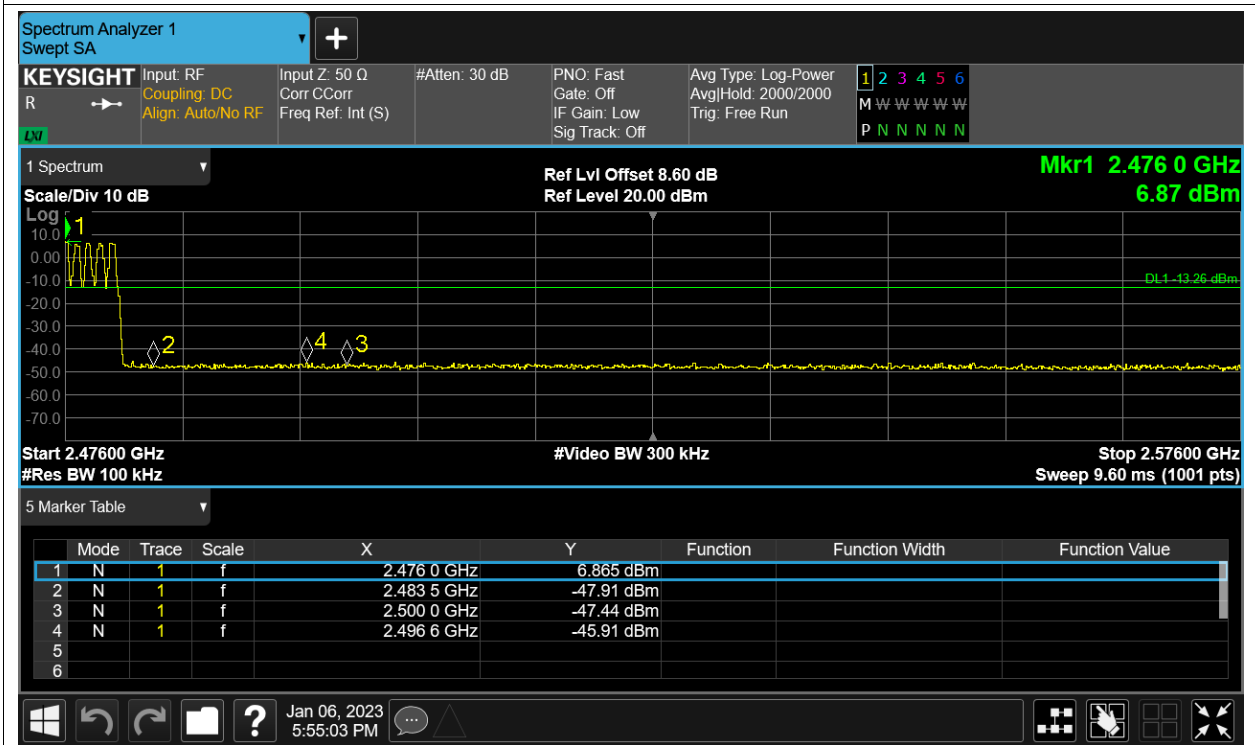 Spectrum Analyzer 1
Swept SA
KEYSIGHT
R
LXI
Input: RF
Coupling: DC
Align: Auto/No RF
Input Z: 50 Ω
Corr CCorr
Freq Ref: Int (S)
#Atten: 30 dB
PNO: Fast
Gate: Off
IF Gain: Low
Sig Track: Off
Avg Type: Log-Power
Avg|Hold: 2000/2000
Trig: Free Run
1 2 3 4 5 6
M W W W W W
P N N N N N
1 Spectrum
Scale/Div 10 dB
Ref Lvl Offset 8.60 dB
Ref Level 20.00 dBm
Mkr1 2.476 0 GHz
6.87 dBm
Log
10.0
0.00
-10.0
-20.0
-30.0
-40.0
-50.0
-60.0
-70.0
1
2
4
3
DL1 -13.26 dBm
Start 2.47600 GHz
#Res BW 100 kHz
#Video BW 300 kHz
Stop 2.57600 GHz
Sweep 9.60 ms (1001 pts)
5 Marker Table
Mode Trace Scale X Y Function Function Width Function Value
1 N 1 f 2.476 0 GHz 6.865 dBm
2 N 1 f 2.483 5 GHz -47.91 dBm
3 N 1 f 2.500 0 GHz -47.44 dBm
4 N 1 f 2.496 6 GHz -45.91 dBm
5
6
?
Jan 06, 2023
5:55:03 PM